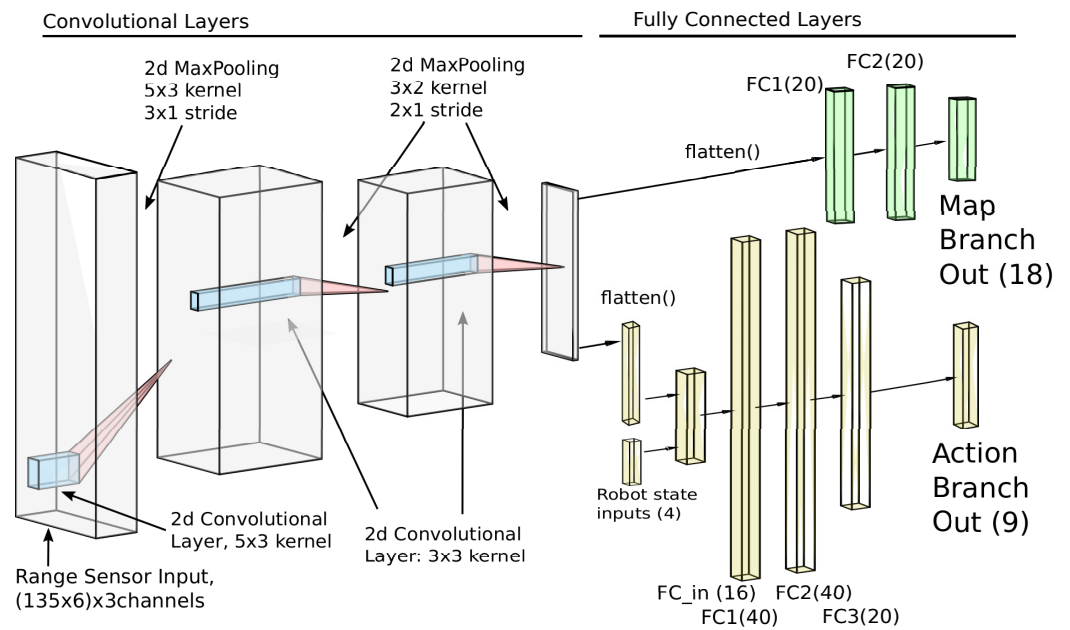 Convolutional Layers
Fully Connected Layers
2d MaxPooling
5x3 kernel
3x1 stride
2d MaxPooling
3x2 kernel
2x1 stride
FC2(20)
FC1(20)
flatten()
Map
Branch
Out (18)
flatten()
Robot state
inputs (4)
Action
Branch
Out (9)
2d Convolutional
Layer, 5x3 kernel
2d Convolutional
Layer: 3x3 kernel
Range Sensor Input,
(135x6)x3channels
FC_in (16)
FC2(40)
FC1(40)
FC3(20)